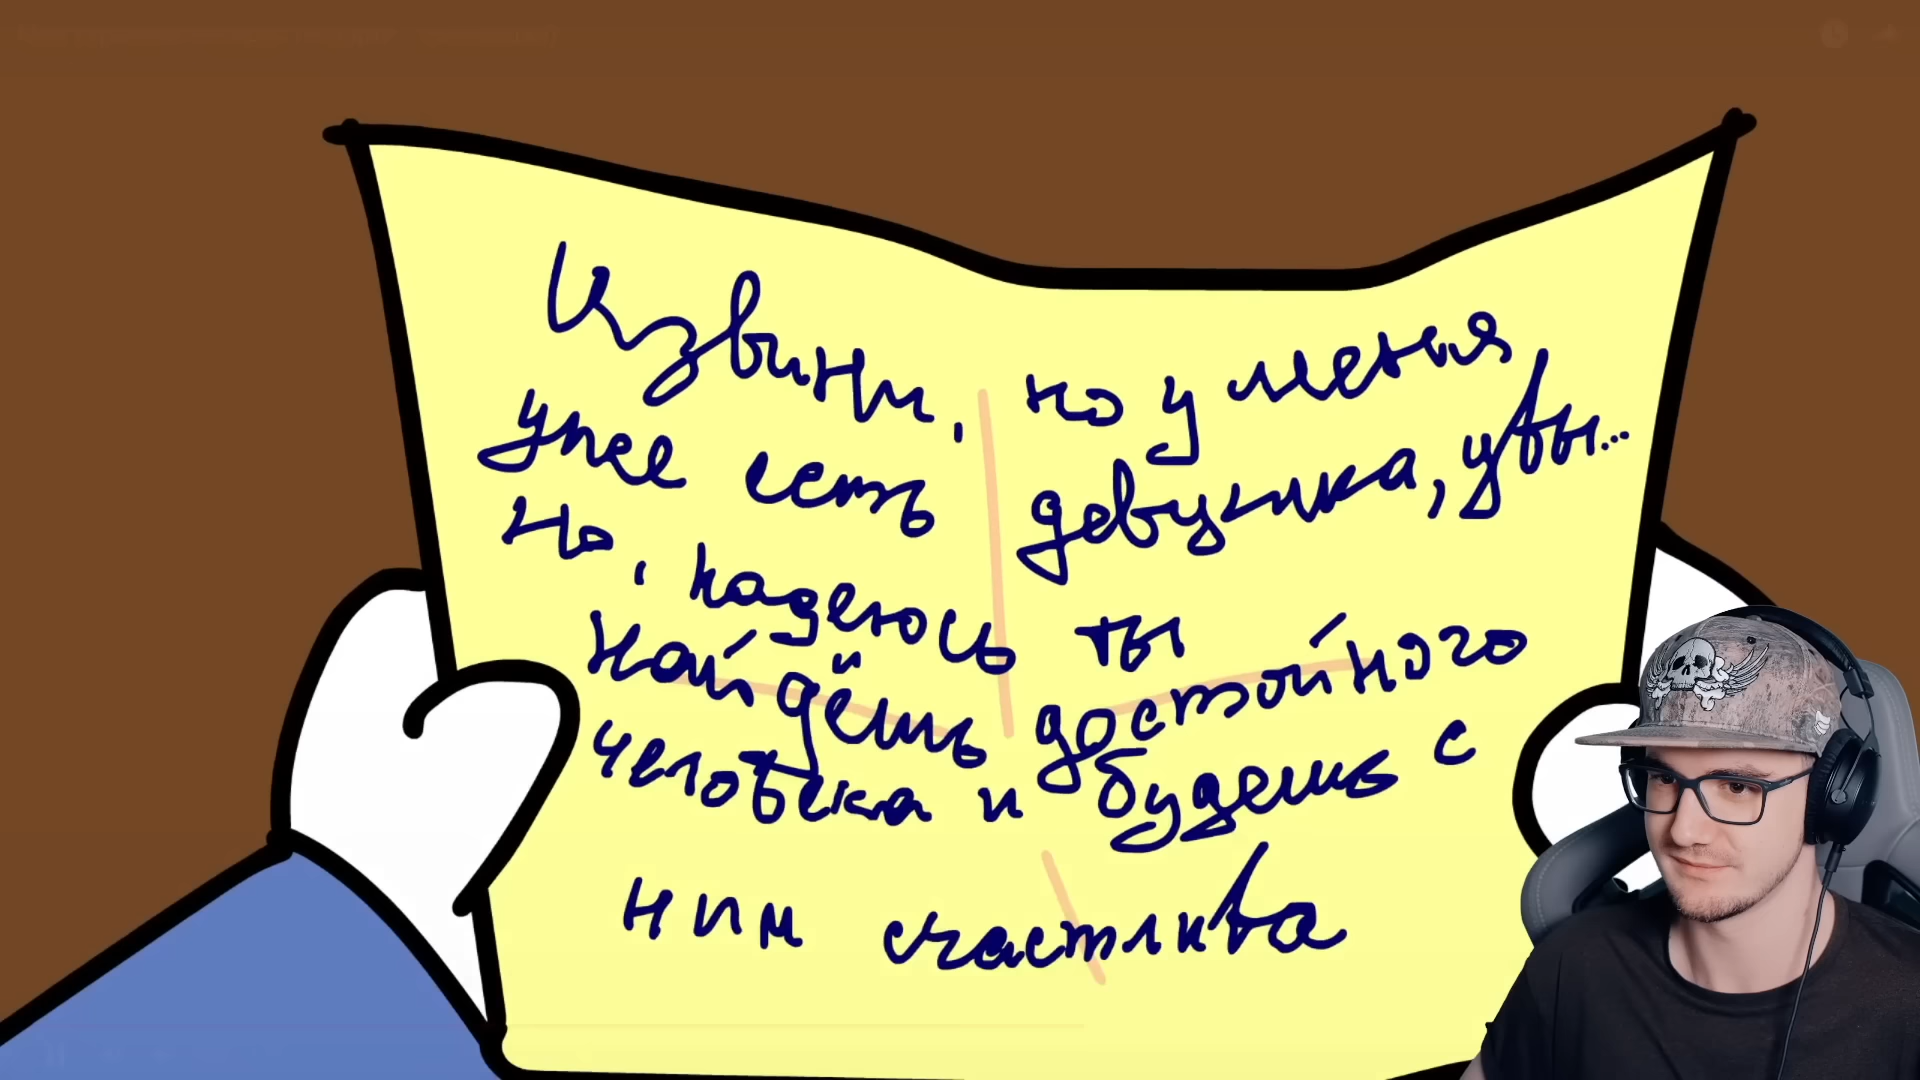 Извини, но у меня
уже есть девушка, увы...
Но, надеюсь ты
найдёшь достойного
человека и будешь с
ним счастлива